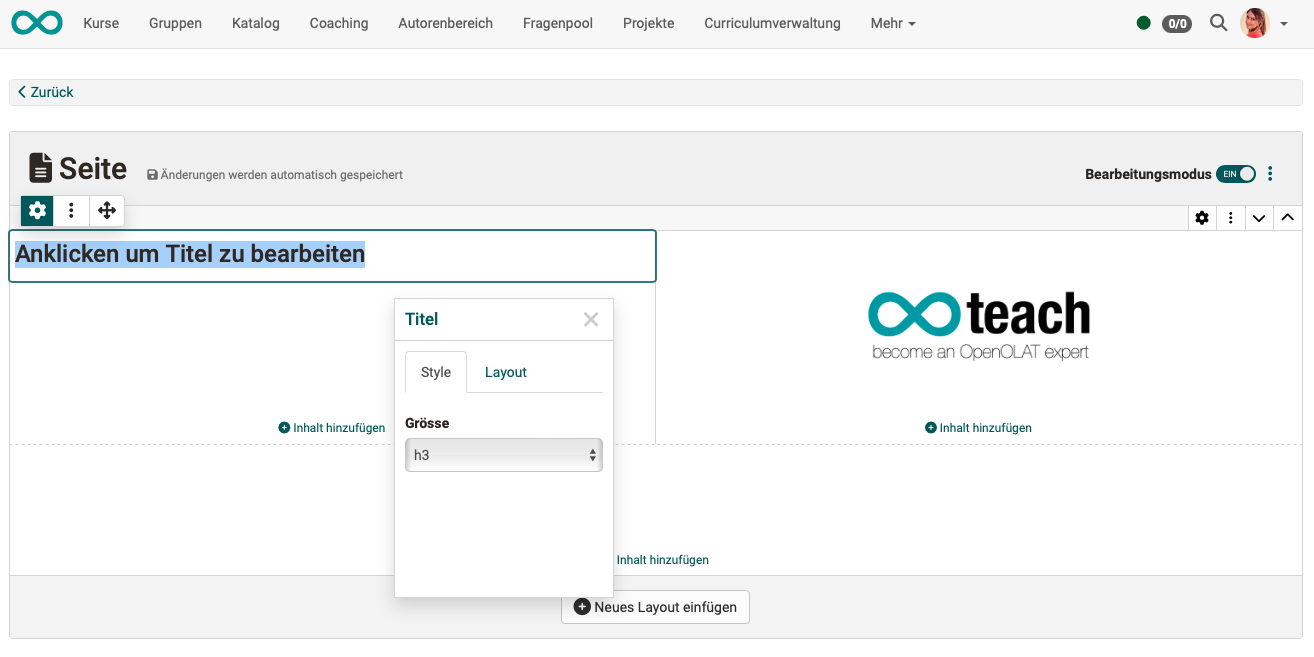 Kurse Gruppen Katalog Coaching Autorenbereich Fragenpool Projekte Curriculumverwaltung Mehr 0/0
Zurück
Seite Änderungen werden automatisch gespeichert Bearbeitungsmodus EIN
Anklicken um Titel zu bearbeiten
teach
become an OpenOLAT expert
Titel
Style Layout
Grösse
h3
Inhalt hinzufügen Inhalt hinzufügen
Inhalt hinzufügen
Neues Layout einfügen